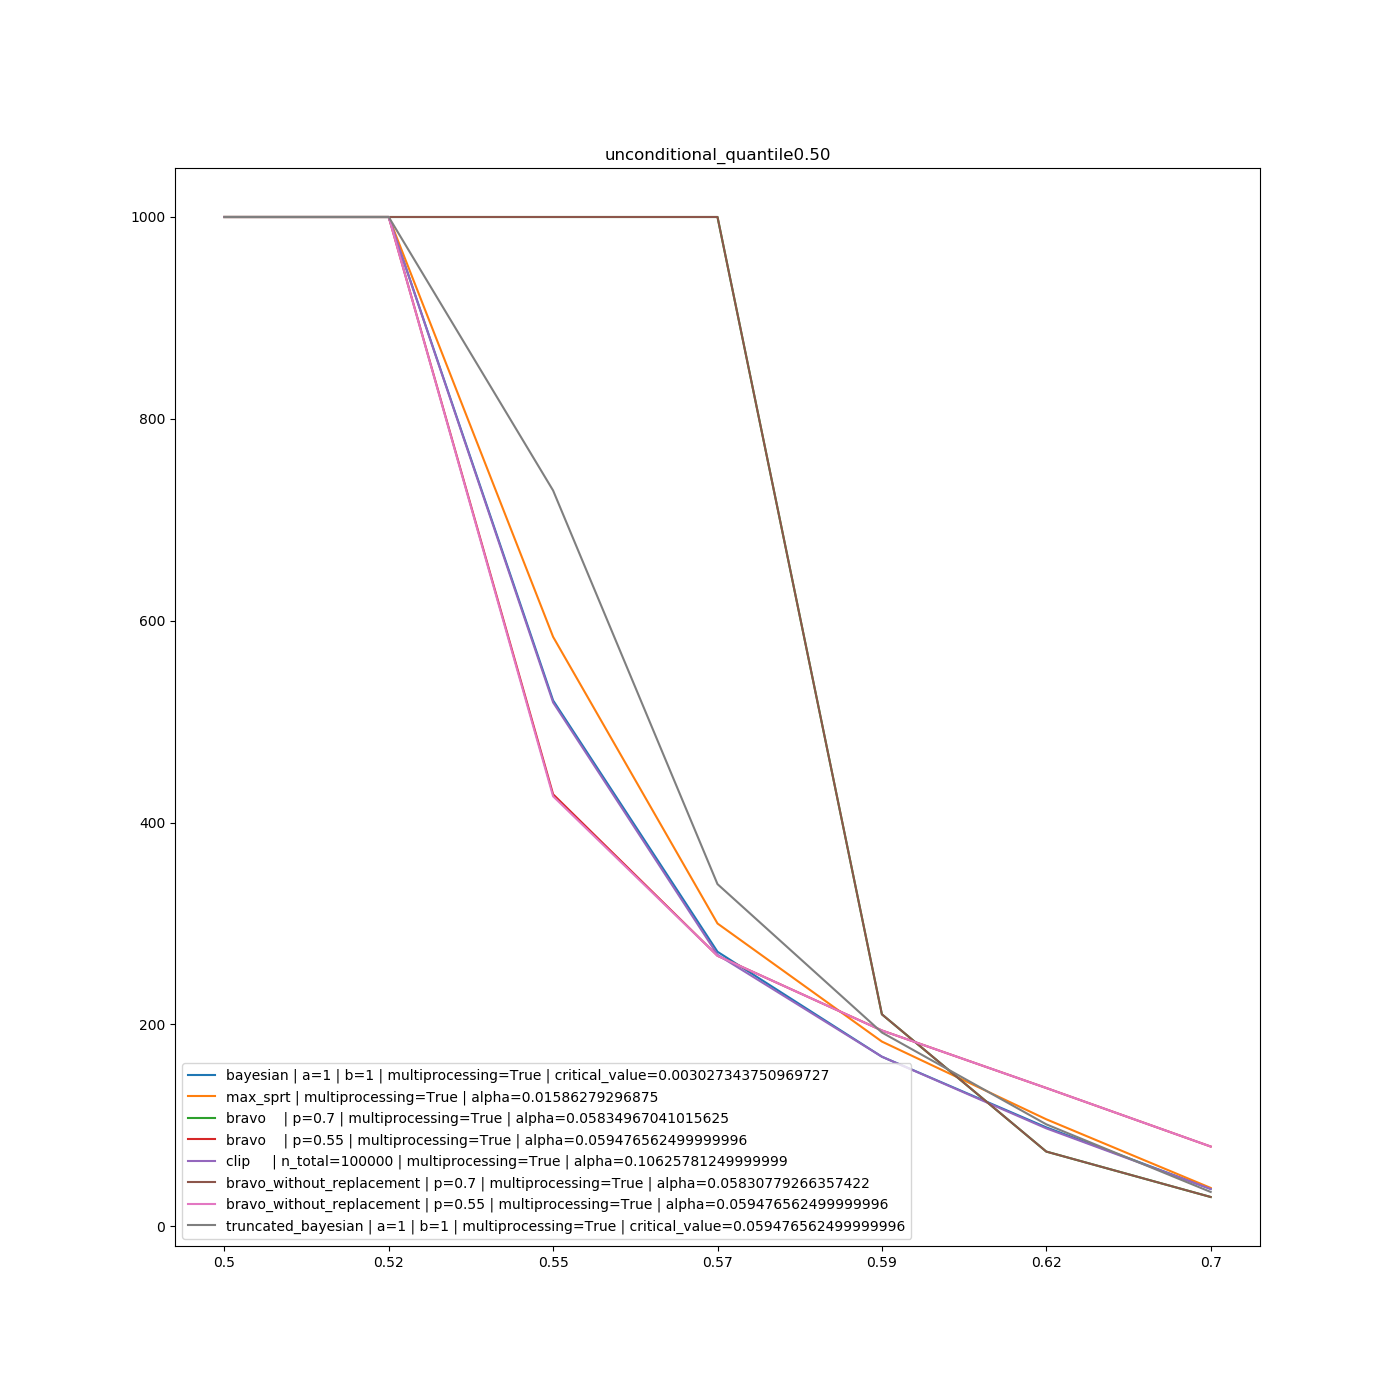 unconditional_quantile0.50
1000
800
600
400
200
0
bayesian | a=1 | b=1 | multiprocessing=True | critical_value=0.003027343750969727
max_sprt | multiprocessing=True | alpha=0.01586279296875
bravo    | p=0.7 | multiprocessing=True | alpha=0.05834967041015625
bravo    | p=0.55 | multiprocessing=True | alpha=0.059476562499999996
clip     | n_total=100000 | multiprocessing=True | alpha=0.10625781249999999
bravo_without_replacement | p=0.7 | multiprocessing=True | alpha=0.05830779266357422
bravo_without_replacement | p=0.55 | multiprocessing=True | alpha=0.059476562499999996
truncated_bayesian | a=1 | b=1 | multiprocessing=True | critical_value=0.059476562499999996
0.5 0.52 0.55 0.57 0.59 0.62 0.7